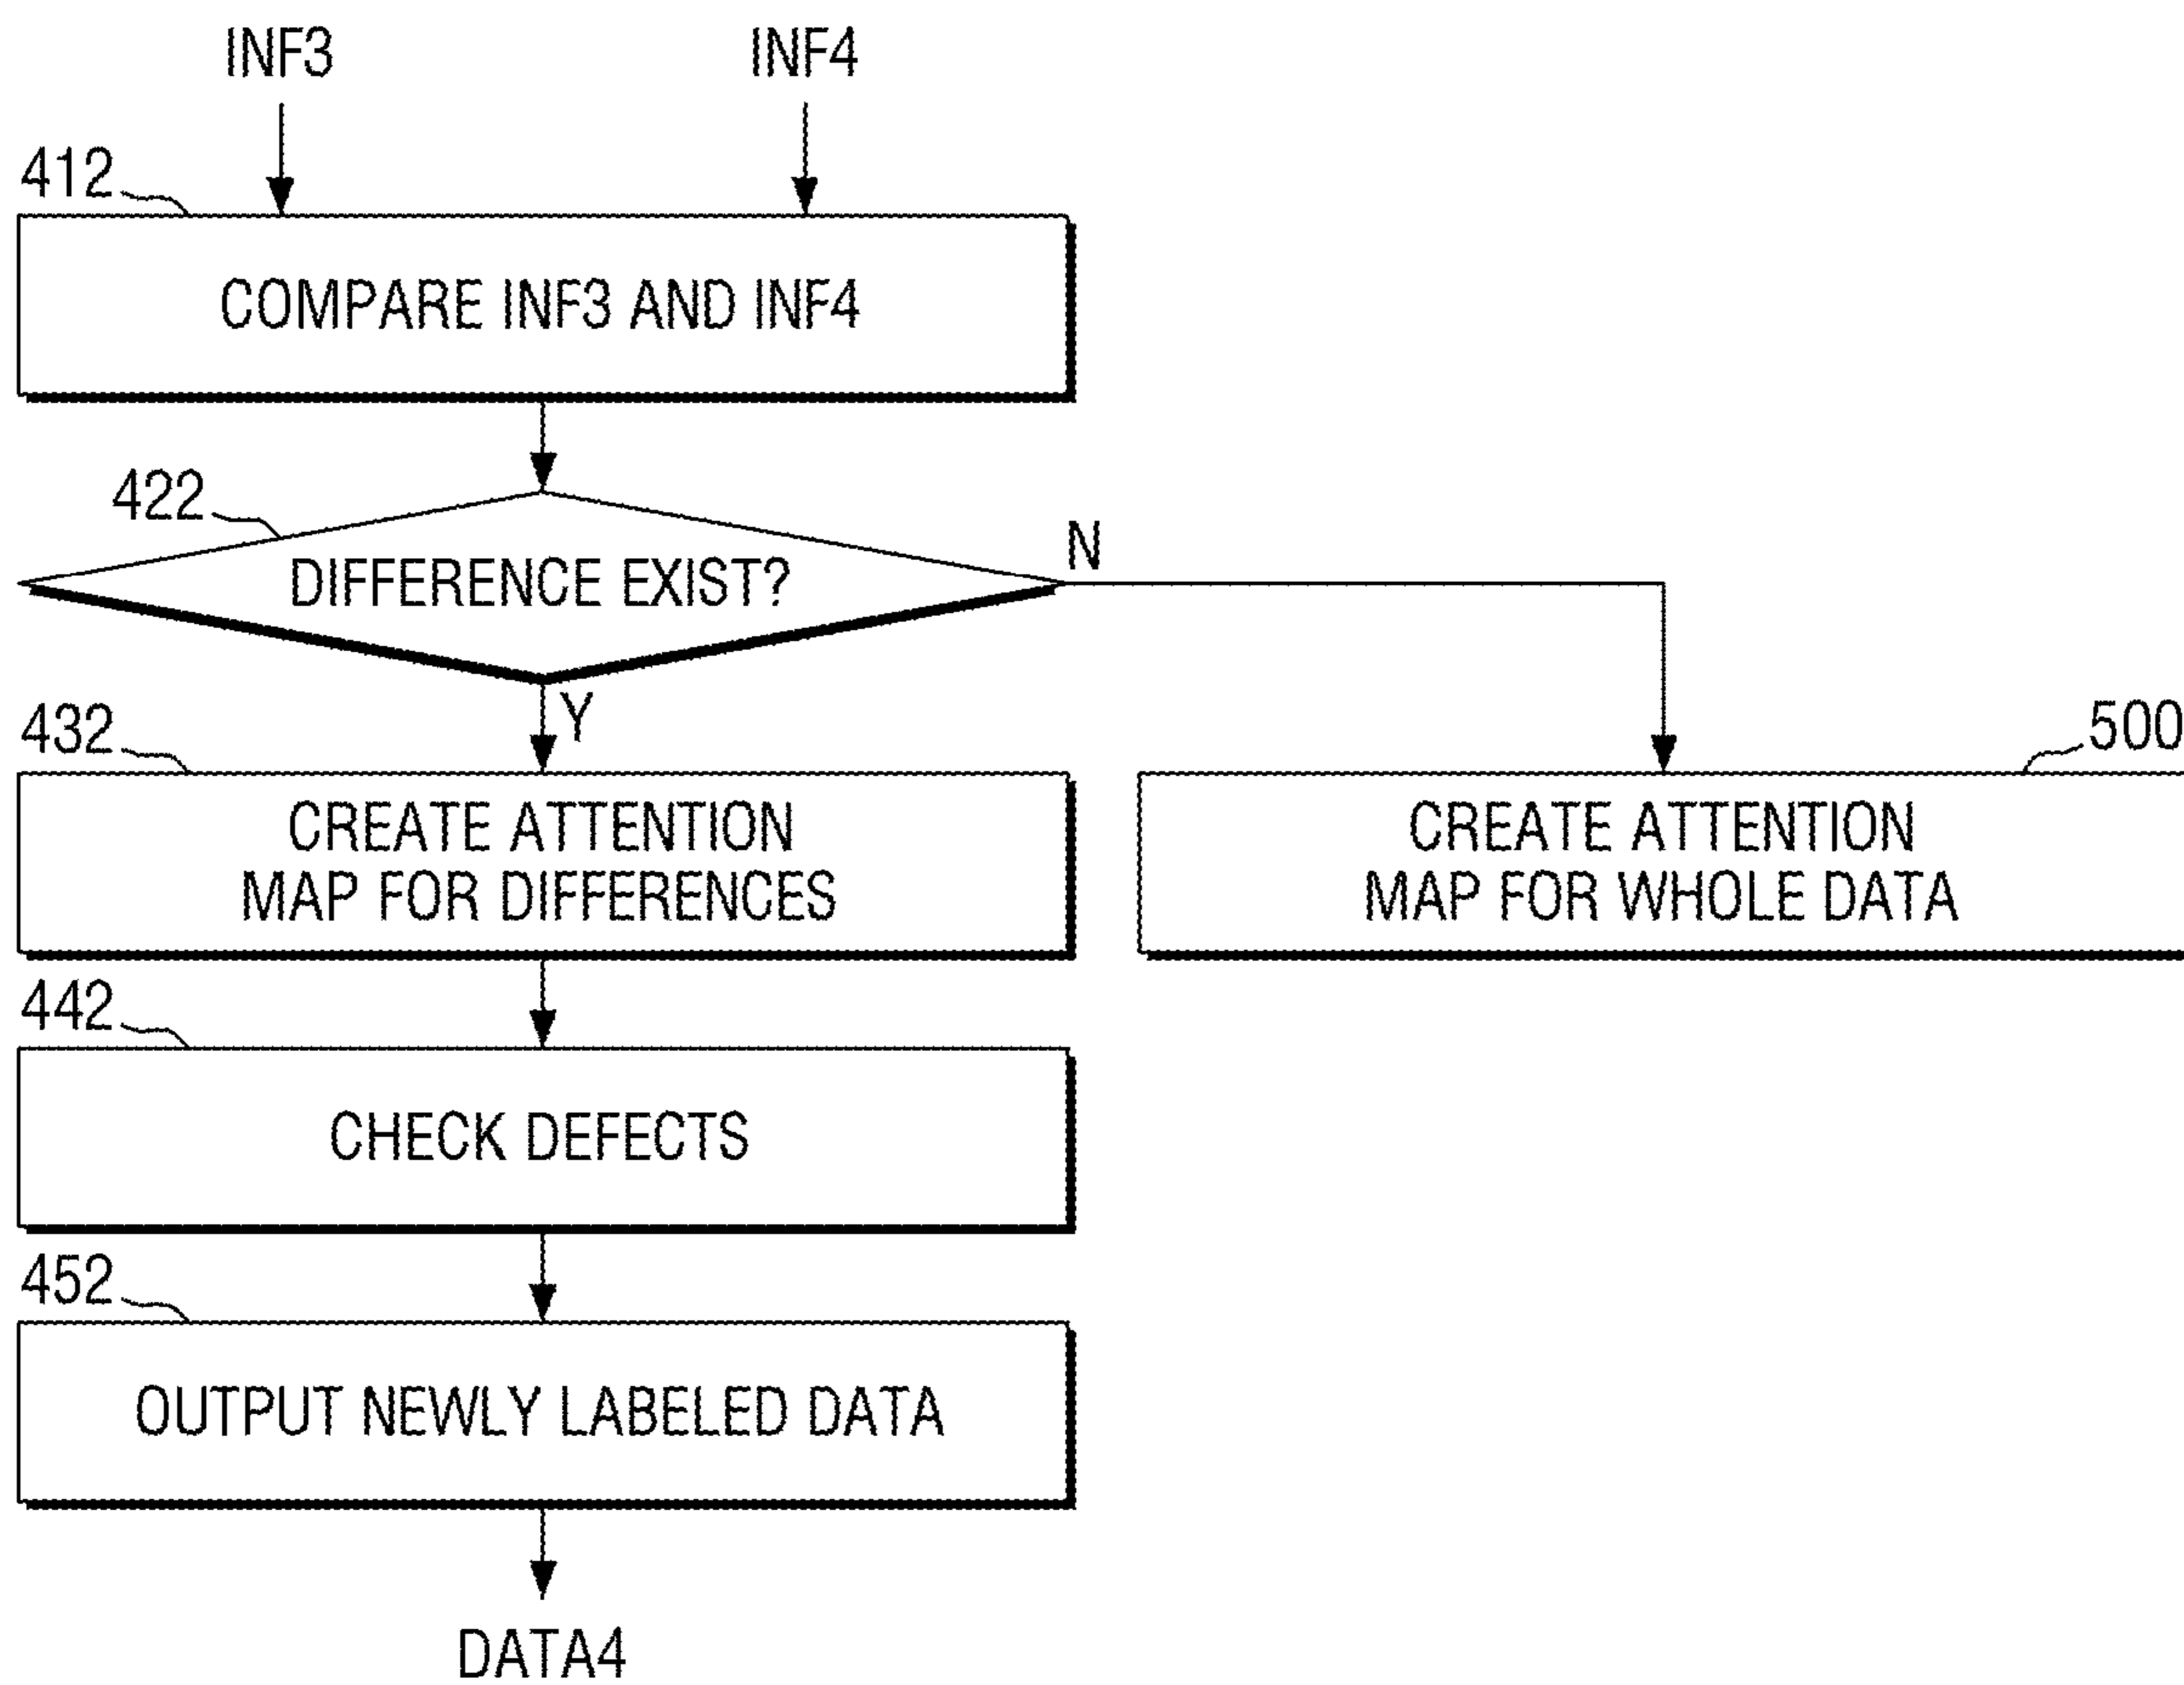 INF3
INF4
412
COMPARE INF3 AND INF4
422
DIFFERENCE EXIST?
N
Y
432
CREATE ATTENTION
MAP FOR DIFFERENCES
500
CREATE ATTENTION
MAP FOR WHOLE DATA
442
CHECK DEFECTS
452
OUTPUT NEWLY LABELED DATA
DATA4